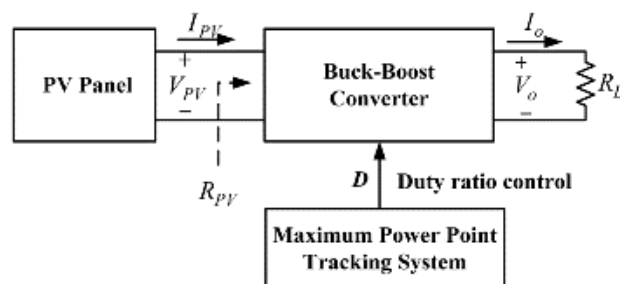 I_PV
I_o
PV Panel
+
V_PV
−
Buck-Boost
Converter
+
V_o
−
R_L
R_PV
D
Duty ratio control
Maximum Power Point
Tracking System